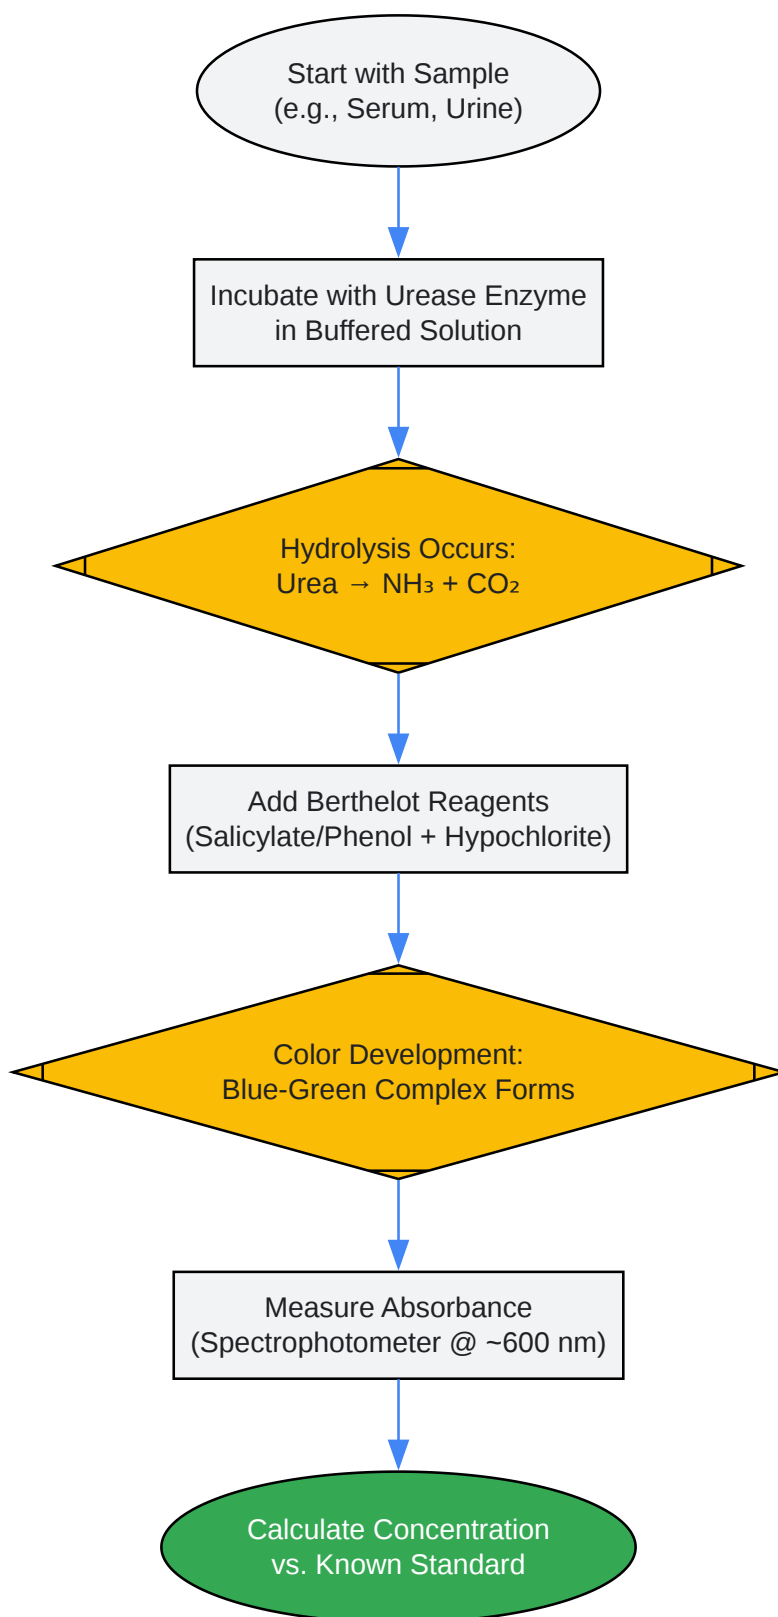 Start with Sample
(e.g., Serum, Urine)
Incubate with Urease Enzyme
in Buffered Solution
Hydrolysis Occurs:
Urea → NH₃ + CO₂
Add Berthelot Reagents
(Salicylate/Phenol + Hypochlorite)
Color Development:
Blue-Green Complex Forms
Measure Absorbance
(Spectrophotometer @ ~600 nm)
Calculate Concentration
vs. Known Standard